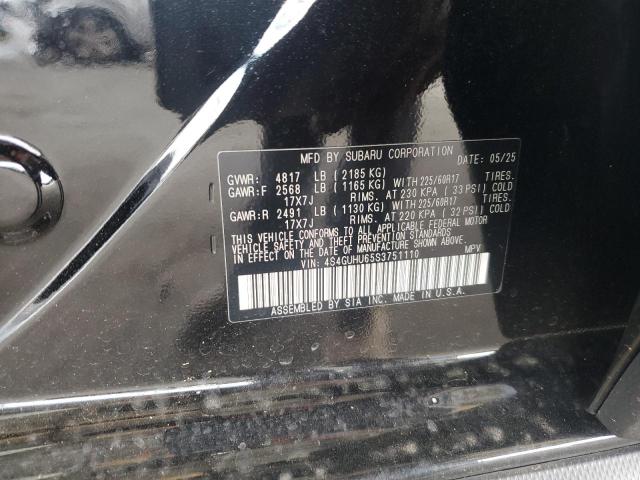 MFD BY SUBARU CORPORATION DATE: 05/25
GVWR: 4817 LB ( 2185 KG)
GAWR:F 2568 LB ( 1165 KG) WITH 225/60R17 TIRES.
17X7J RIMS. AT 230 KPA ( 33 PSI) COLD
GAWR:R 2491 LB ( 1130 KG) WITH 225/60R17 TIRES.
17X7J RIMS. AT 220 KPA ( 32 PSI) COLD
THIS VEHICLE CONFORMS TO ALL APPLICABLE FEDERAL MOTOR
VEHICLE SAFETY AND THEFT PREVENTION STANDARDS
IN EFFECT ON THE DATE OF MANUFACTURE SHOWN ABOVE.
VIN: 4S4GUHU65S3751110 MPV
ASSEMBLED BY SIA INC. MADE IN U.S.A.